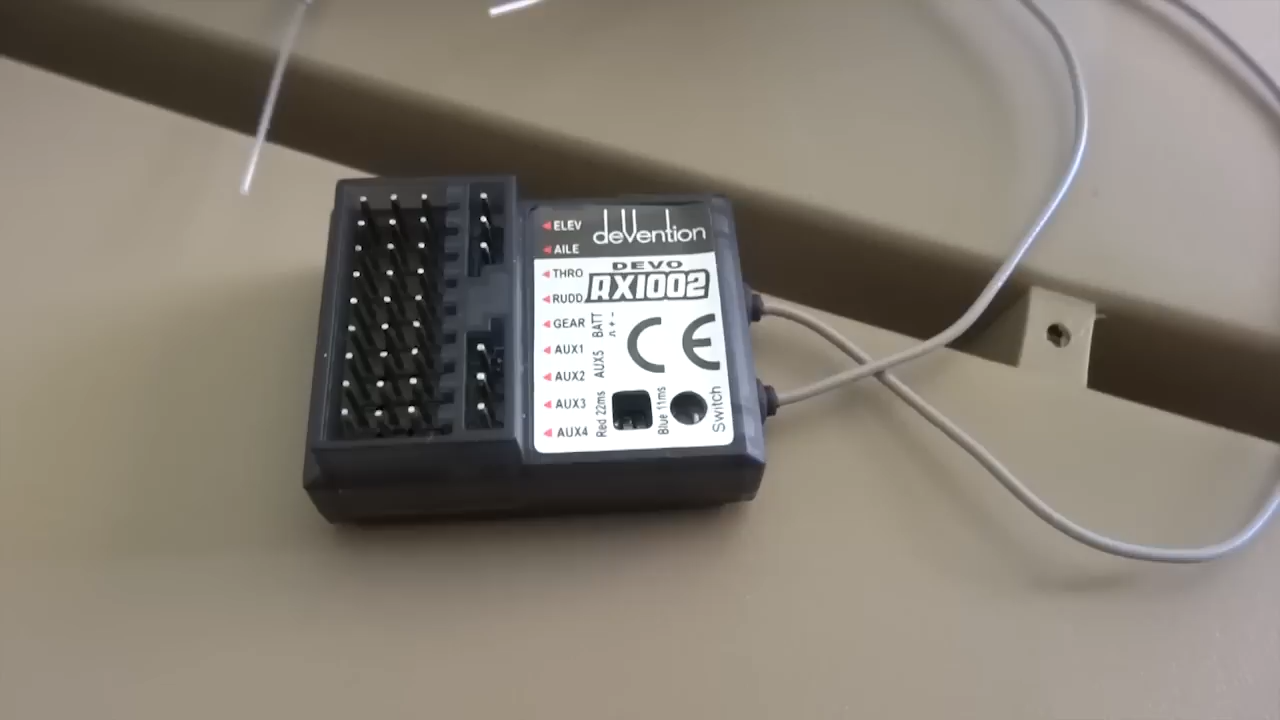 ELEV
AILE
THRO
RUDD
GEAR
AUX1
AUX2
AUX3
AUX4
deVention
DEVO
RX1002
BATT
+ -
AUX5
CE
Red 22ms
Blue 11ms
Switch